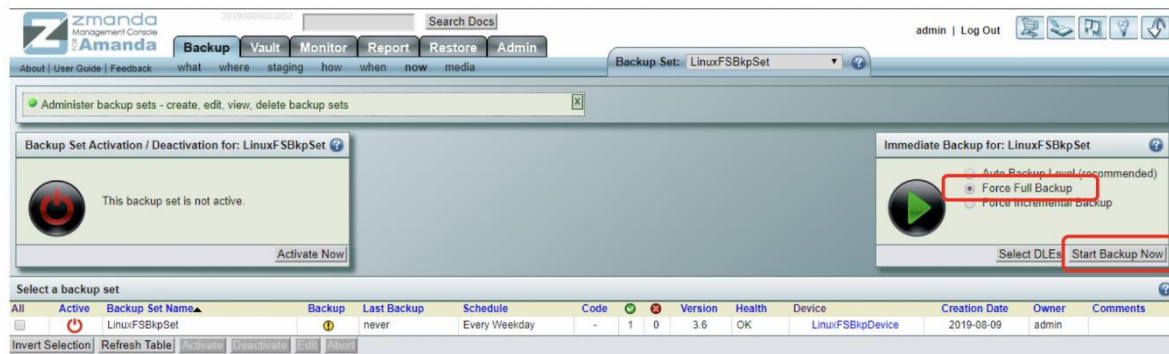 zmanda
Management Console
Amanda
Search Docs
admin | Log Out
Backup Vault Monitor Report Restore Admin
About | User Guide | Feedback what where staging how when now media
Backup Set: LinuxFSBkpSet
Administer backup sets - create, edit, view, delete backup sets
X
Backup Set Activation / Deactivation for: LinuxFSBkpSet
This backup set is not active.
Activate Now
Immediate Backup for: LinuxFSBkpSet
Auto Backup Level (recommended)
Force Full Backup
Force Incremental Backup
Select DLEs Start Backup Now
Select a backup set
All Active Backup Set Name Backup Last Backup Schedule Code Version Health Device Creation Date Owner Comments
LinuxFSBkpSet never Every Weekday - 1 0 3.6 OK LinuxFSBkpDevice 2019-08-09 admin
Invert Selection Refresh Table Activate Deactivate Edit Abort